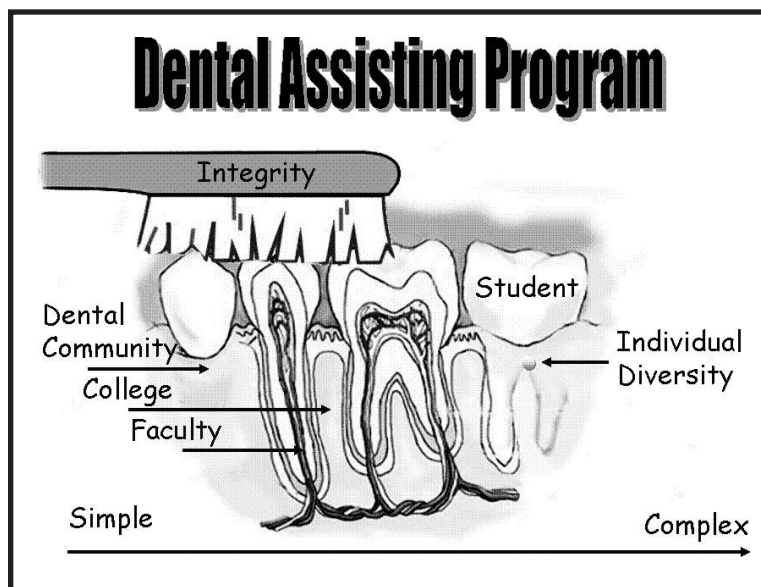 Dental Assisting Program
Integrity
Student
Dental
Community
College
Faculty
Individual
Diversity
Simple
Complex